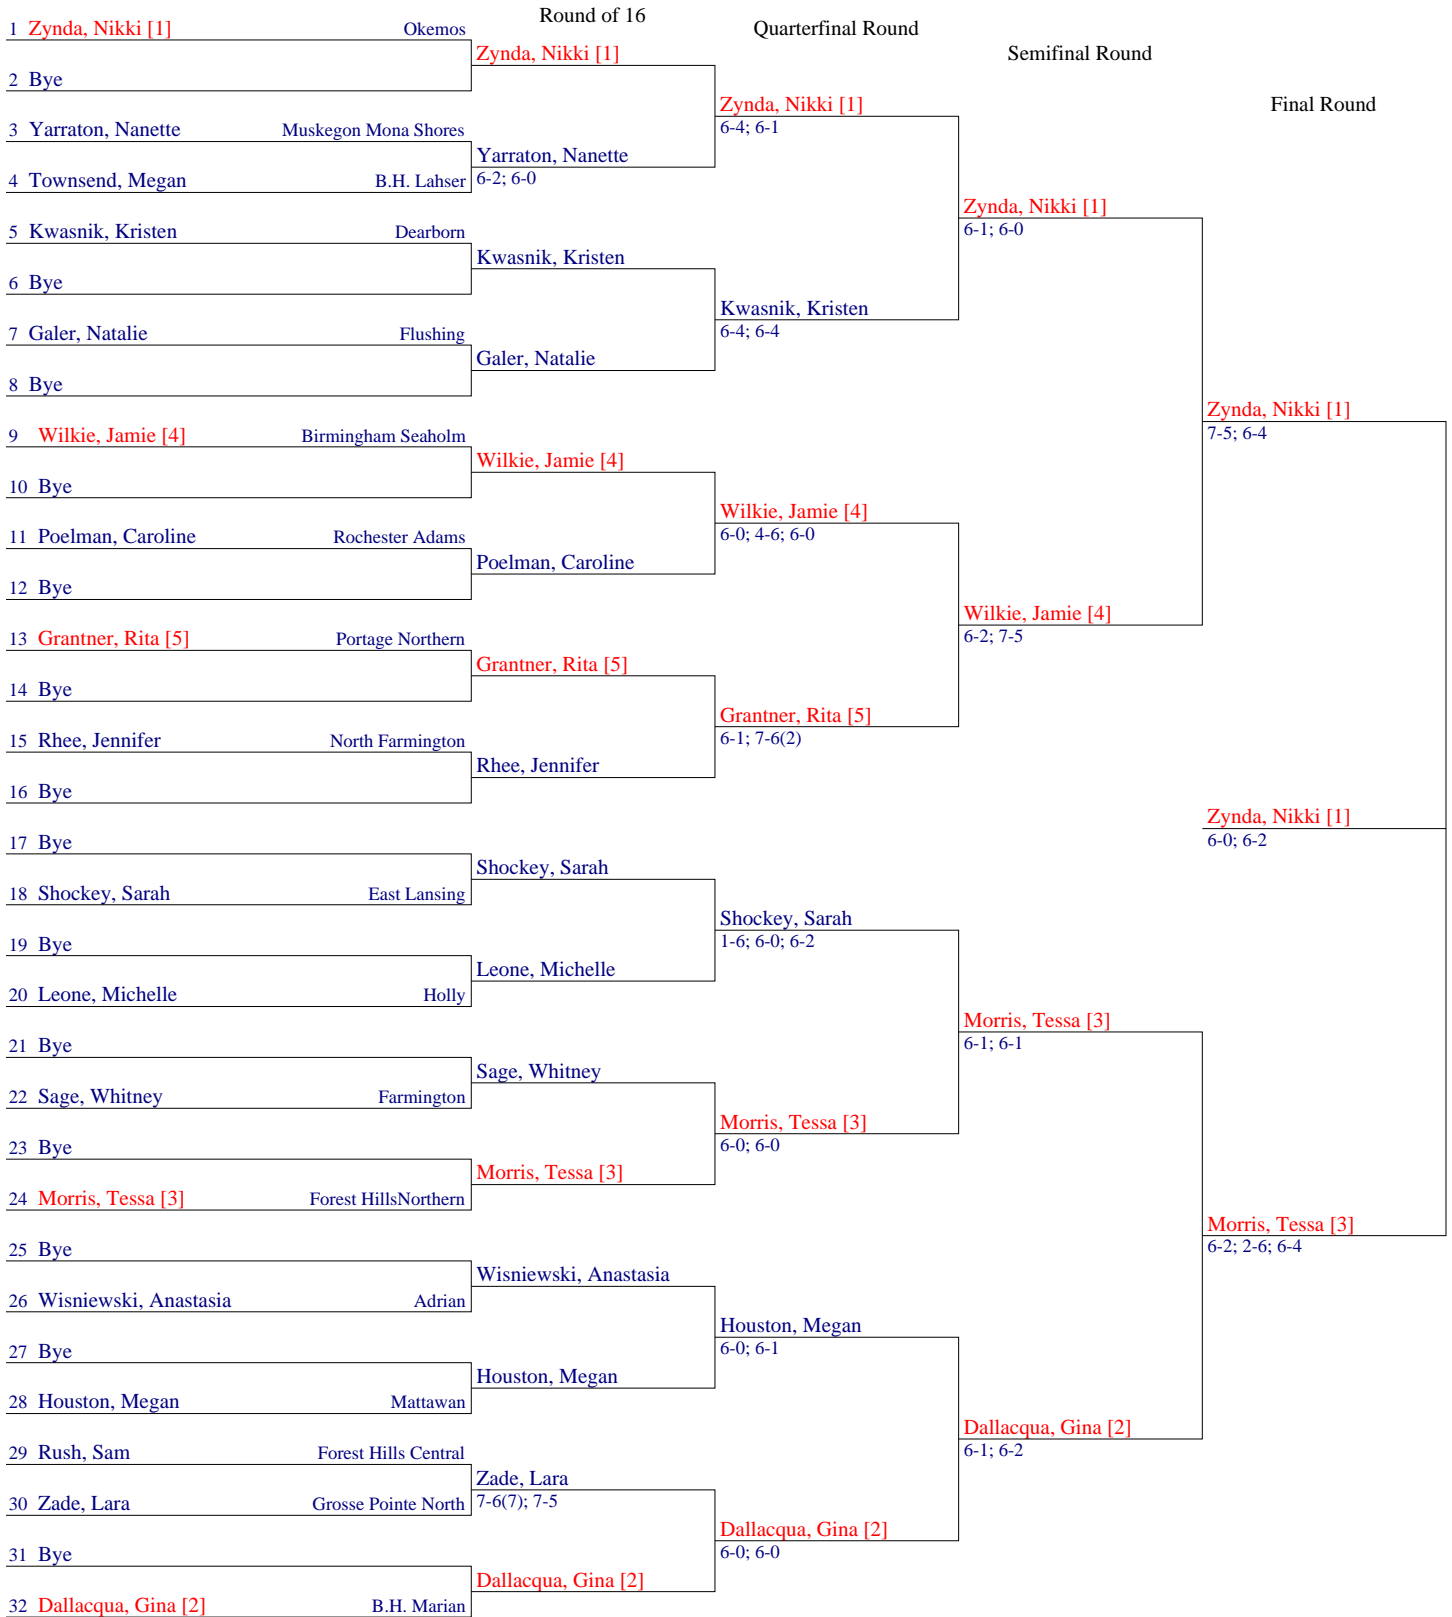 Round of 16
Quarterfinal Round
Semifinal Round
Final Round
1 Zynda, Nikki [1] Okemos
2 Bye
3 Yarraton, Nanette Muskegon Mona Shores
4 Townsend, Megan B.H. Lahser
5 Kwasnik, Kristen Dearborn
6 Bye
7 Galer, Natalie Flushing
8 Bye
9 Wilkie, Jamie [4] Birmingham Seaholm
10 Bye
11 Poelman, Caroline Rochester Adams
12 Bye
13 Grantner, Rita [5] Portage Northern
14 Bye
15 Rhee, Jennifer North Farmington
16 Bye
17 Bye
18 Shockey, Sarah East Lansing
19 Bye
20 Leone, Michelle Holly
21 Bye
22 Sage, Whitney Farmington
23 Bye
24 Morris, Tessa [3] Forest HillsNorthern
25 Bye
26 Wisniewski, Anastasia Adrian
27 Bye
28 Houston, Megan Mattawan
29 Rush, Sam Forest Hills Central
30 Zade, Lara Grosse Pointe North
31 Bye
32 Dallacqua, Gina [2] B.H. Marian
Zynda, Nikki [1]
Yarraton, Nanette
6-2; 6-0
Kwasnik, Kristen
Galer, Natalie
Wilkie, Jamie [4]
Poelman, Caroline
Grantner, Rita [5]
Rhee, Jennifer
Shockey, Sarah
Leone, Michelle
Sage, Whitney
Morris, Tessa [3]
Wisniewski, Anastasia
Houston, Megan
Zade, Lara
7-6(7); 7-5
Dallacqua, Gina [2]
Zynda, Nikki [1]
6-4; 6-1
Kwasnik, Kristen
6-4; 6-4
Wilkie, Jamie [4]
6-0; 4-6; 6-0
Grantner, Rita [5]
6-1; 7-6(2)
Shockey, Sarah
1-6; 6-0; 6-2
Morris, Tessa [3]
6-0; 6-0
Houston, Megan
6-0; 6-1
Dallacqua, Gina [2]
6-0; 6-0
Zynda, Nikki [1]
6-1; 6-0
Wilkie, Jamie [4]
6-2; 7-5
Morris, Tessa [3]
6-1; 6-1
Dallacqua, Gina [2]
6-1; 6-2
Zynda, Nikki [1]
7-5; 6-4
Morris, Tessa [3]
6-2; 2-6; 6-4
Zynda, Nikki [1]
6-0; 6-2